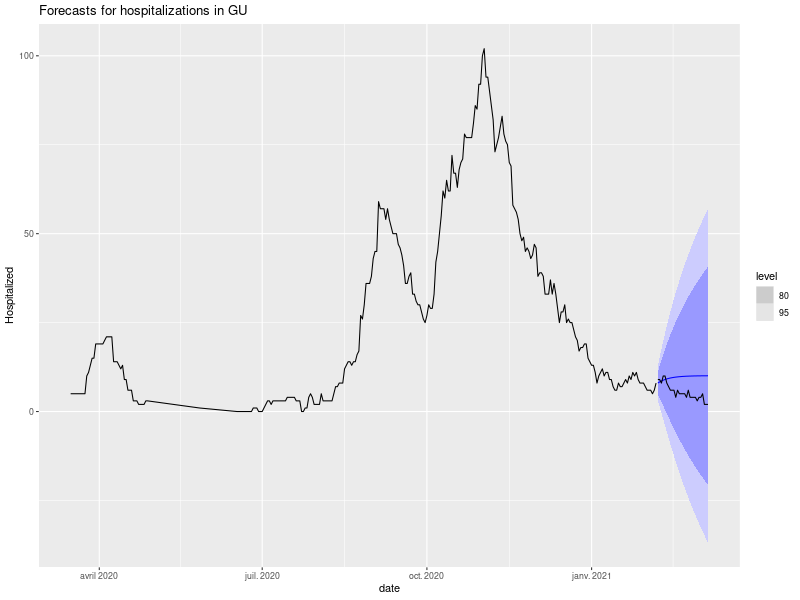 Forecasts for hospitalizations in GU
100
50
0
Hospitalized
avril 2020
juil. 2020
oct. 2020
janv. 2021
date
level
80
95